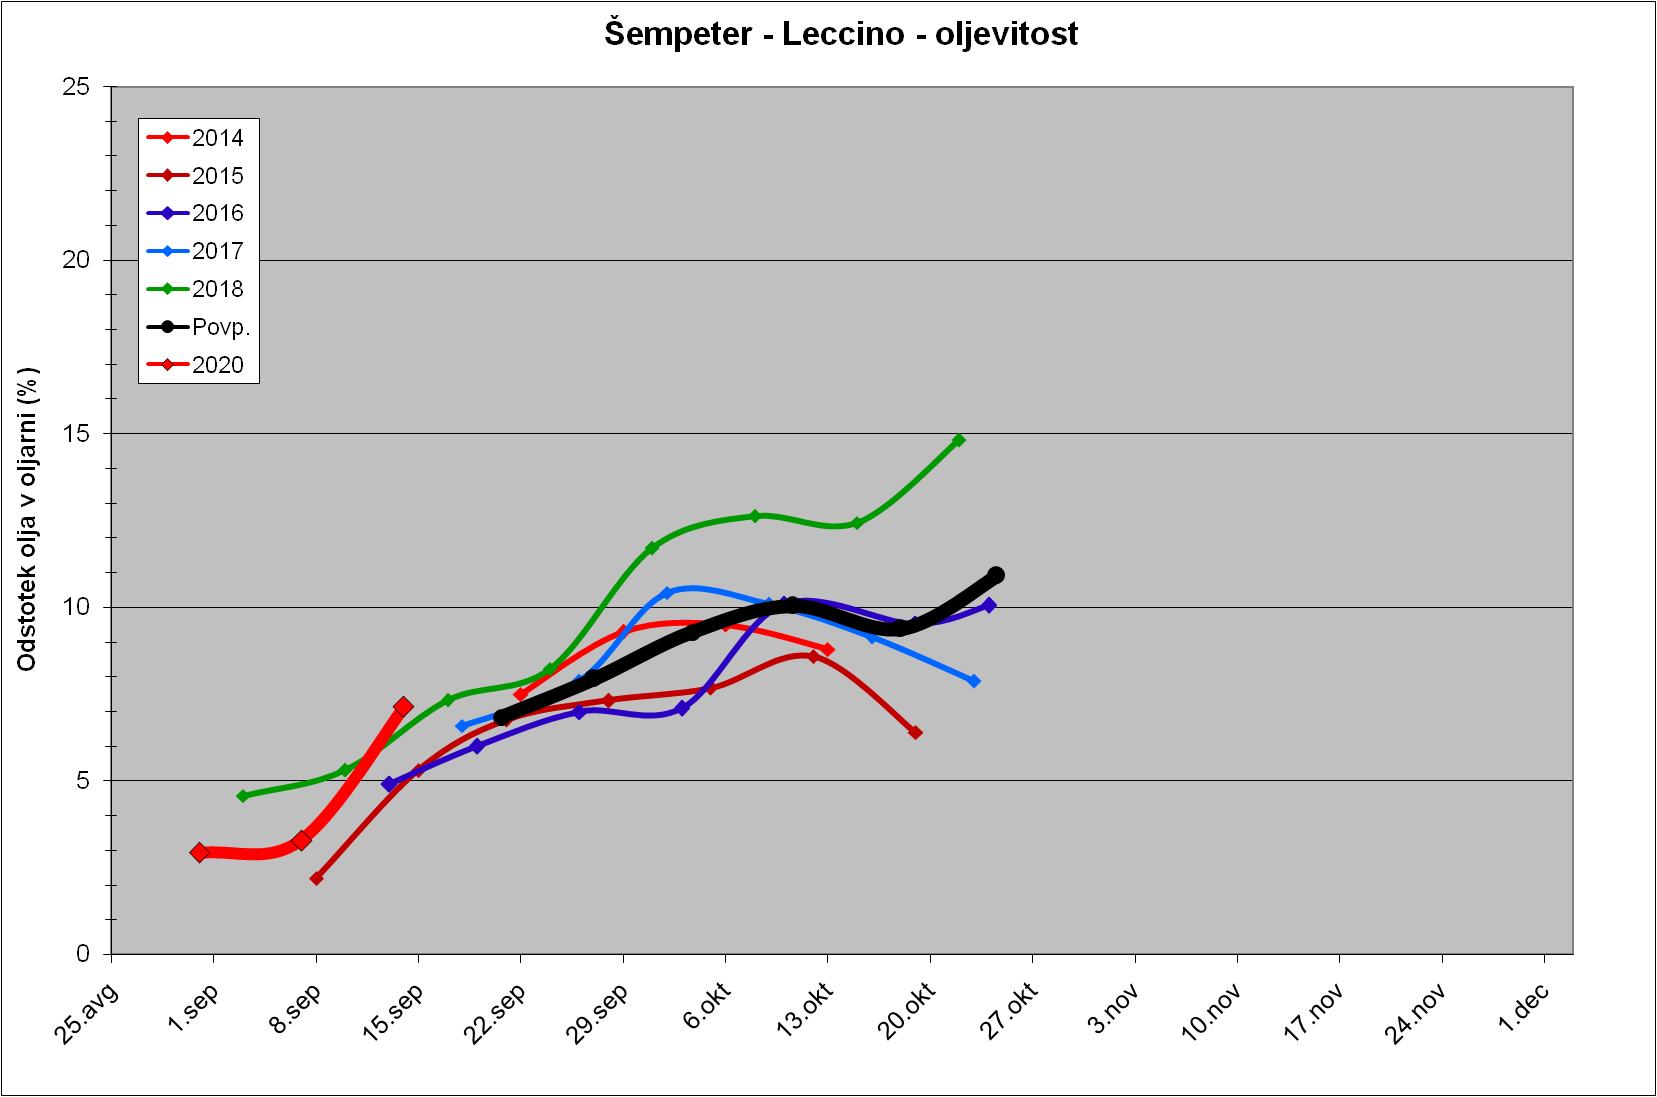 Šempeter - Leccino - oljevitost
Odstotek olja v oljarni (%)
25
20
15
10
5
0
2014
2015
2016
2017
2018
Povp.
2020
25.avg
1.sep
8.sep
15.sep
22.sep
29.sep
6.okt
13.okt
20.okt
27.okt
3.nov
10.nov
17.nov
24.nov
1.dec